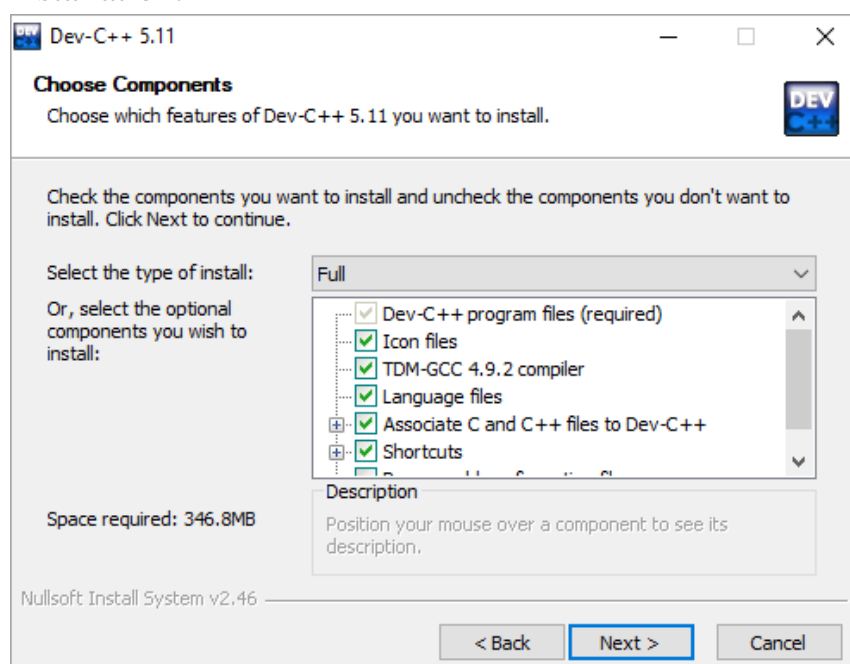 Dev-C++ 5.11
Choose Components
Choose which features of Dev-C++ 5.11 you want to install.
DEV
C++
Check the components you want to install and uncheck the components you don't want to
install. Click Next to continue.
Select the type of install:
Full
Or, select the optional
components you wish to
install:
Dev-C++ program files (required)
Icon files
TDM-GCC 4.9.2 compiler
Language files
Associate C and C++ files to Dev-C++
Shortcuts
Space required: 346.8MB
Description
Position your mouse over a component to see its
description.
Nullsoft Install System v2.46
< Back
Next >
Cancel